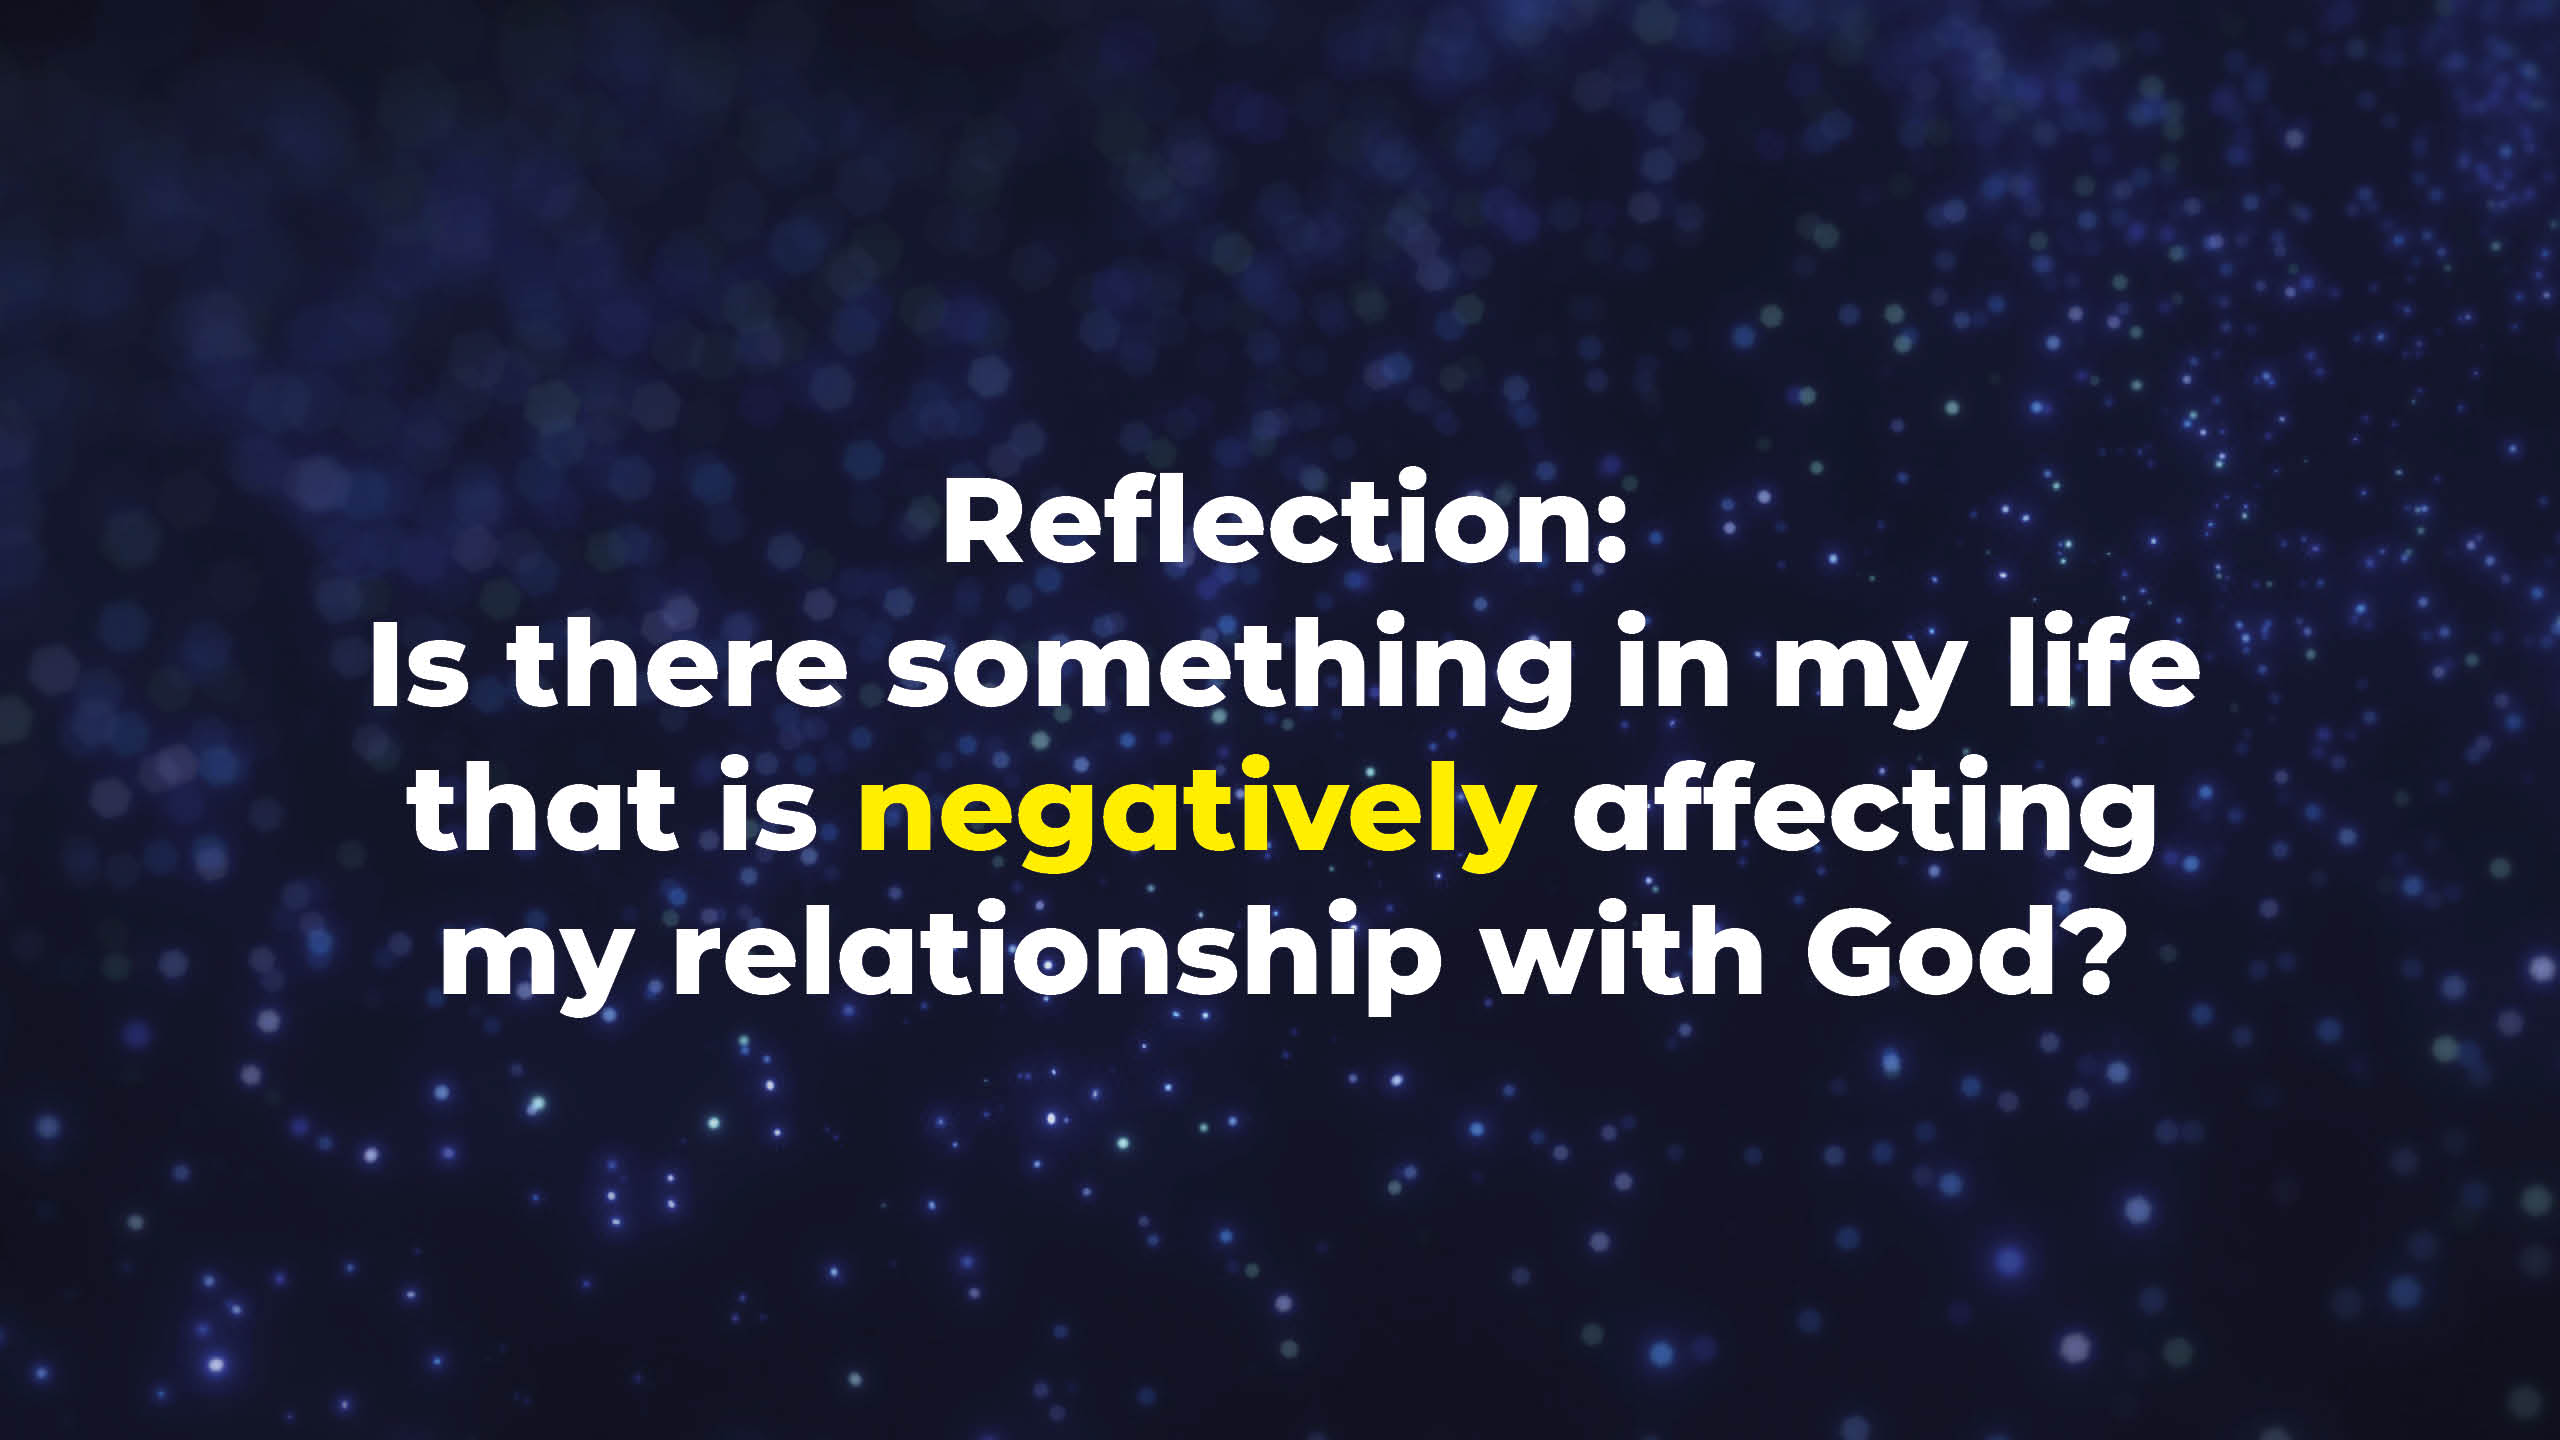 Reflection:
Is there something in my life
that is negatively affecting
my relationship with God?